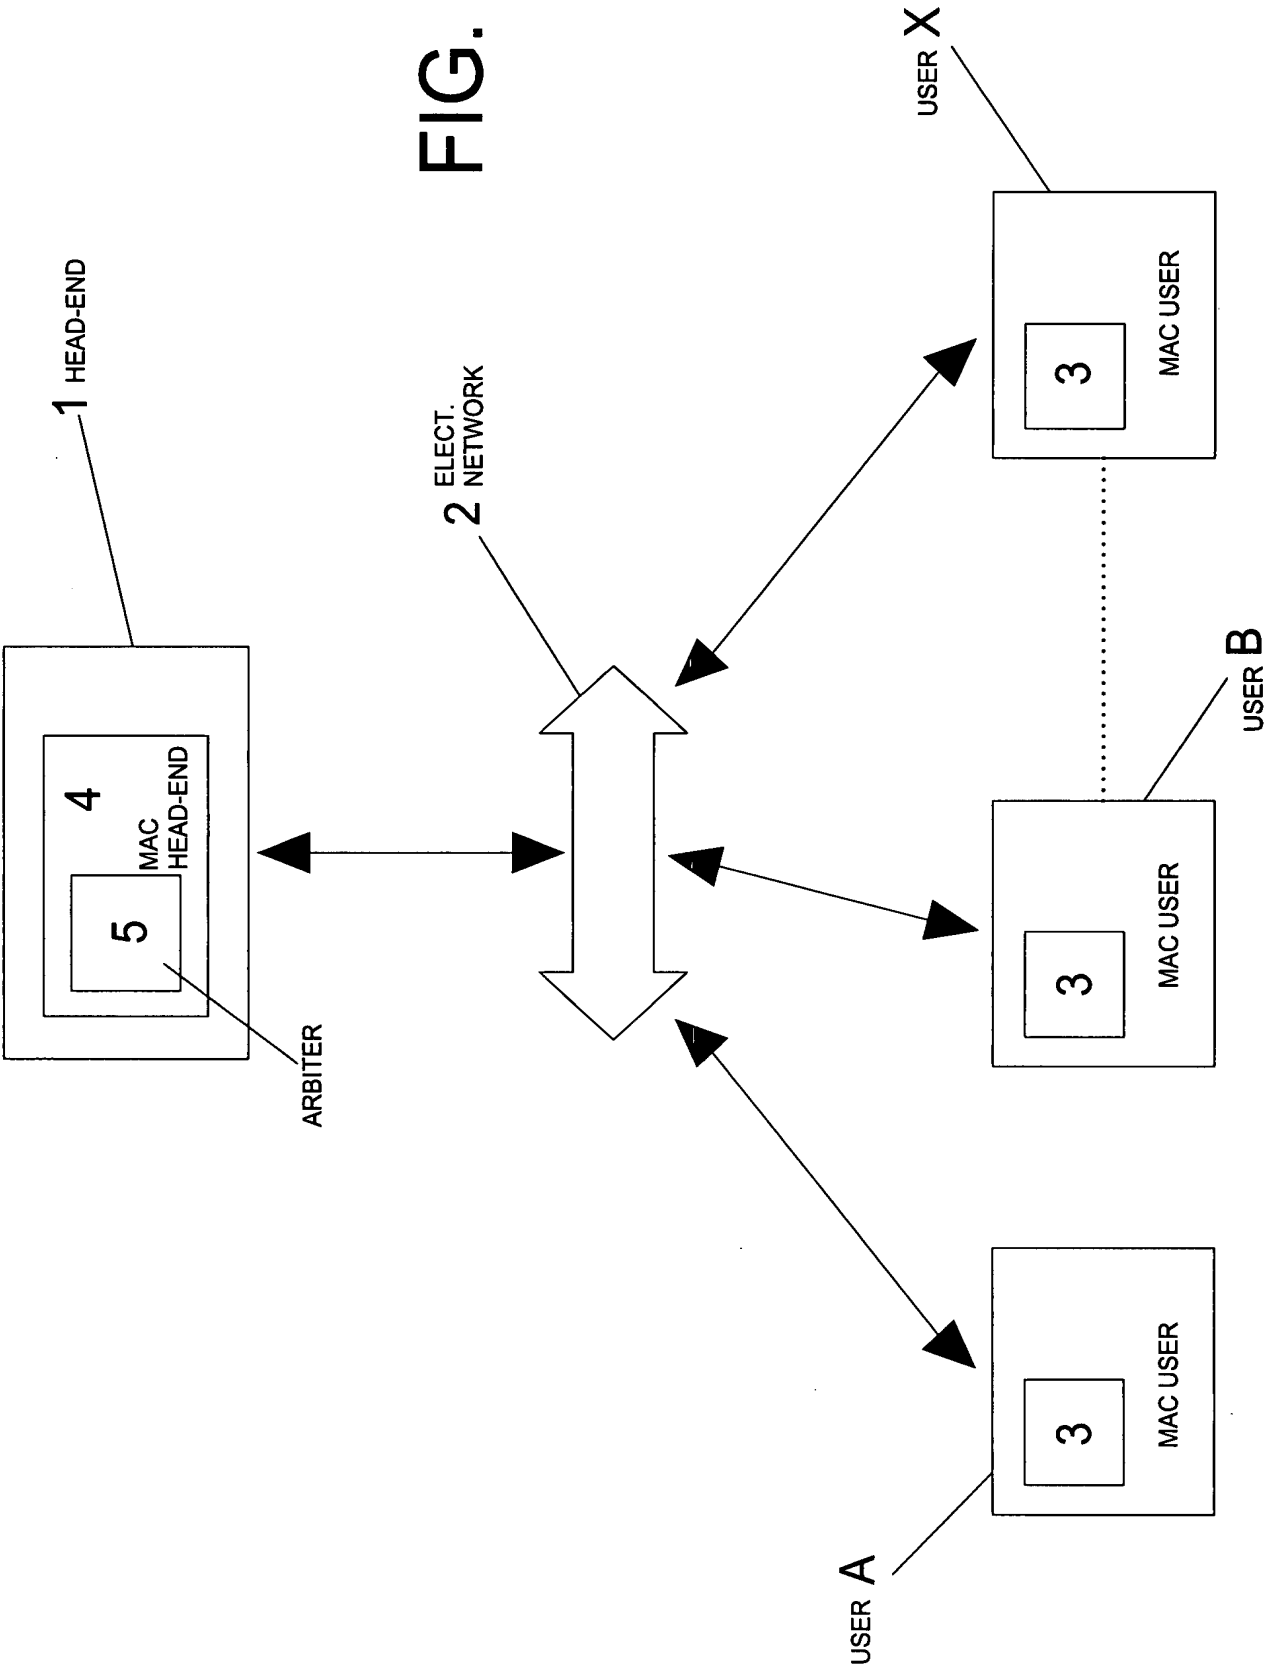 1 HEAD-END
4
MAC
HEAD-END
5
ARBITER
2 ELECT.
NETWORK
FIG.
USER A
3
MAC USER
USER B
3
MAC USER
USER X
3
MAC USER